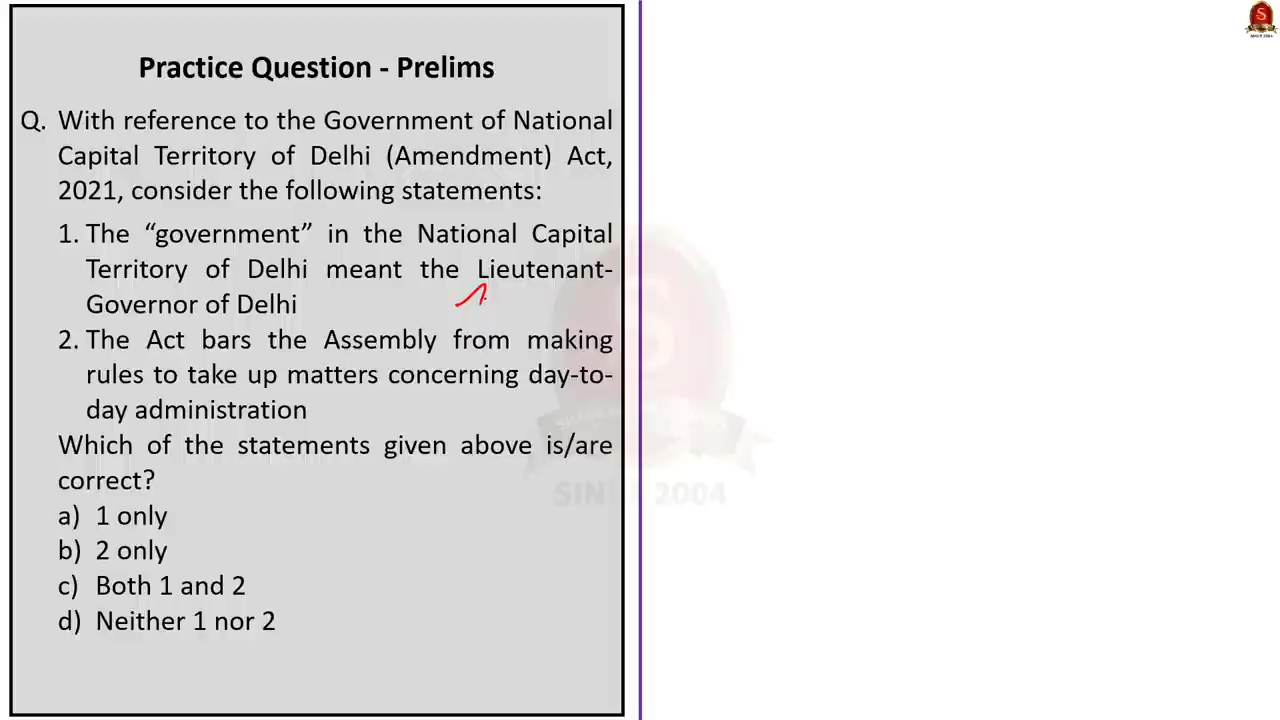 Practice Question - Prelims
Q. With reference to the Government of National
Capital Territory of Delhi (Amendment) Act,
2021, consider the following statements:
1. The “government” in the National Capital
Territory of Delhi meant the Lieutenant-
Governor of Delhi
2. The Act bars the Assembly from making
rules to take up matters concerning day-to-
day administration
Which of the statements given above is/are
correct?
a) 1 only
b) 2 only
c) Both 1 and 2
d) Neither 1 nor 2
S
SINCE 2004
S
2004